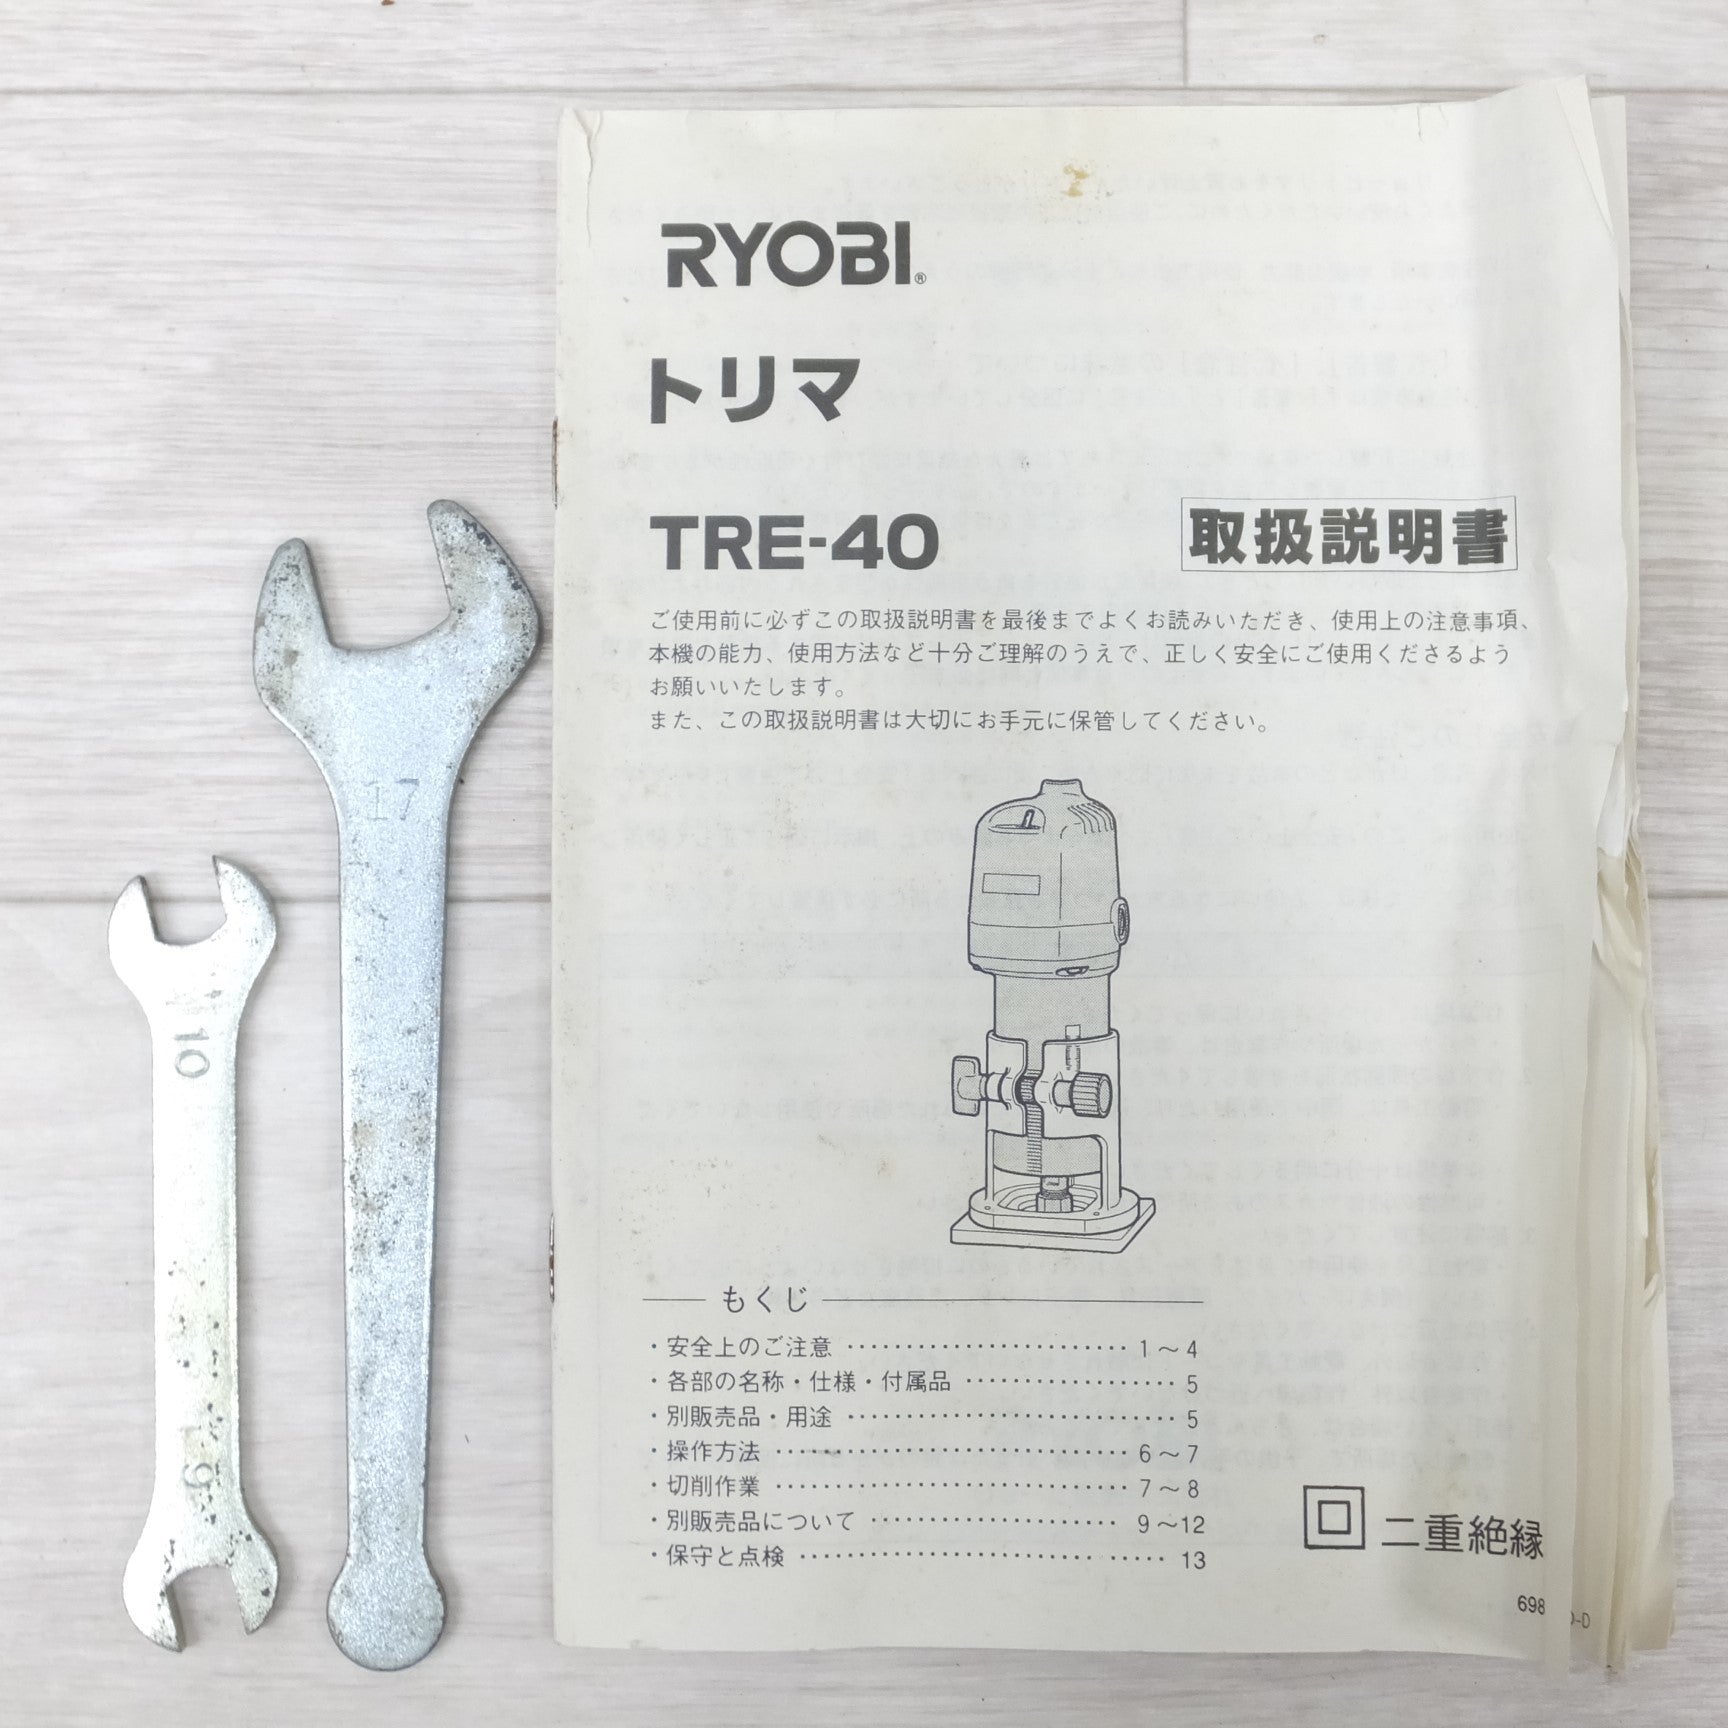 RYOBI®
トリマ
TRE-40
取扱説明書
ご使用前に必ずこの取扱説明書を最後までよくお読みいただき、使用上の注意事項、
本機の能力、使用方法など十分ご理解のうえで、正しく安全にご使用くださるよう
お願いいたします。
また、この取扱説明書は大切にお手元に保管してください。
もくじ
・安全上のご注意 ………………… 1～4
・各部の名称・仕様・付属品 ………………… 5
・別販売品・用途 ………………… 5
・操作方法 ………………… 6～7
・切削作業 ………………… 7～8
・別販売品について ………………… 9～12
・保守と点検 ………………… 13
二重絶縁
698
0-D
17
10
9